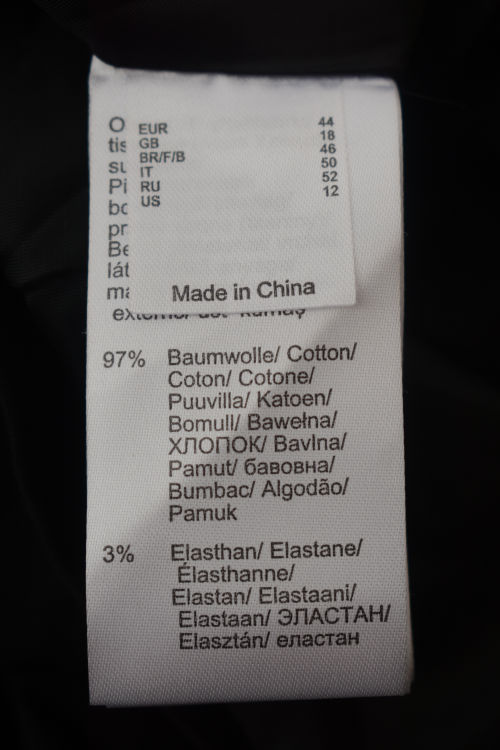 EUR 44
GB 18
BR/F/B 46
IT 50
RU 52
US 12
Made in China
97% Baumwolle/ Cotton/
Coton/ Cotone/
Puuvilla/ Katoen/
Bomull/ Bawełna/
ХЛОПОК/ Bavlna/
Pamut/ бавовна/
Bumbac/ Algodão/
Pamuk
3% Elasthan/ Elastane/
Élasthanne/
Elastan/ Elastaani/
Elastaan/ ЭЛАСТАН/
Elasztán/ еластан